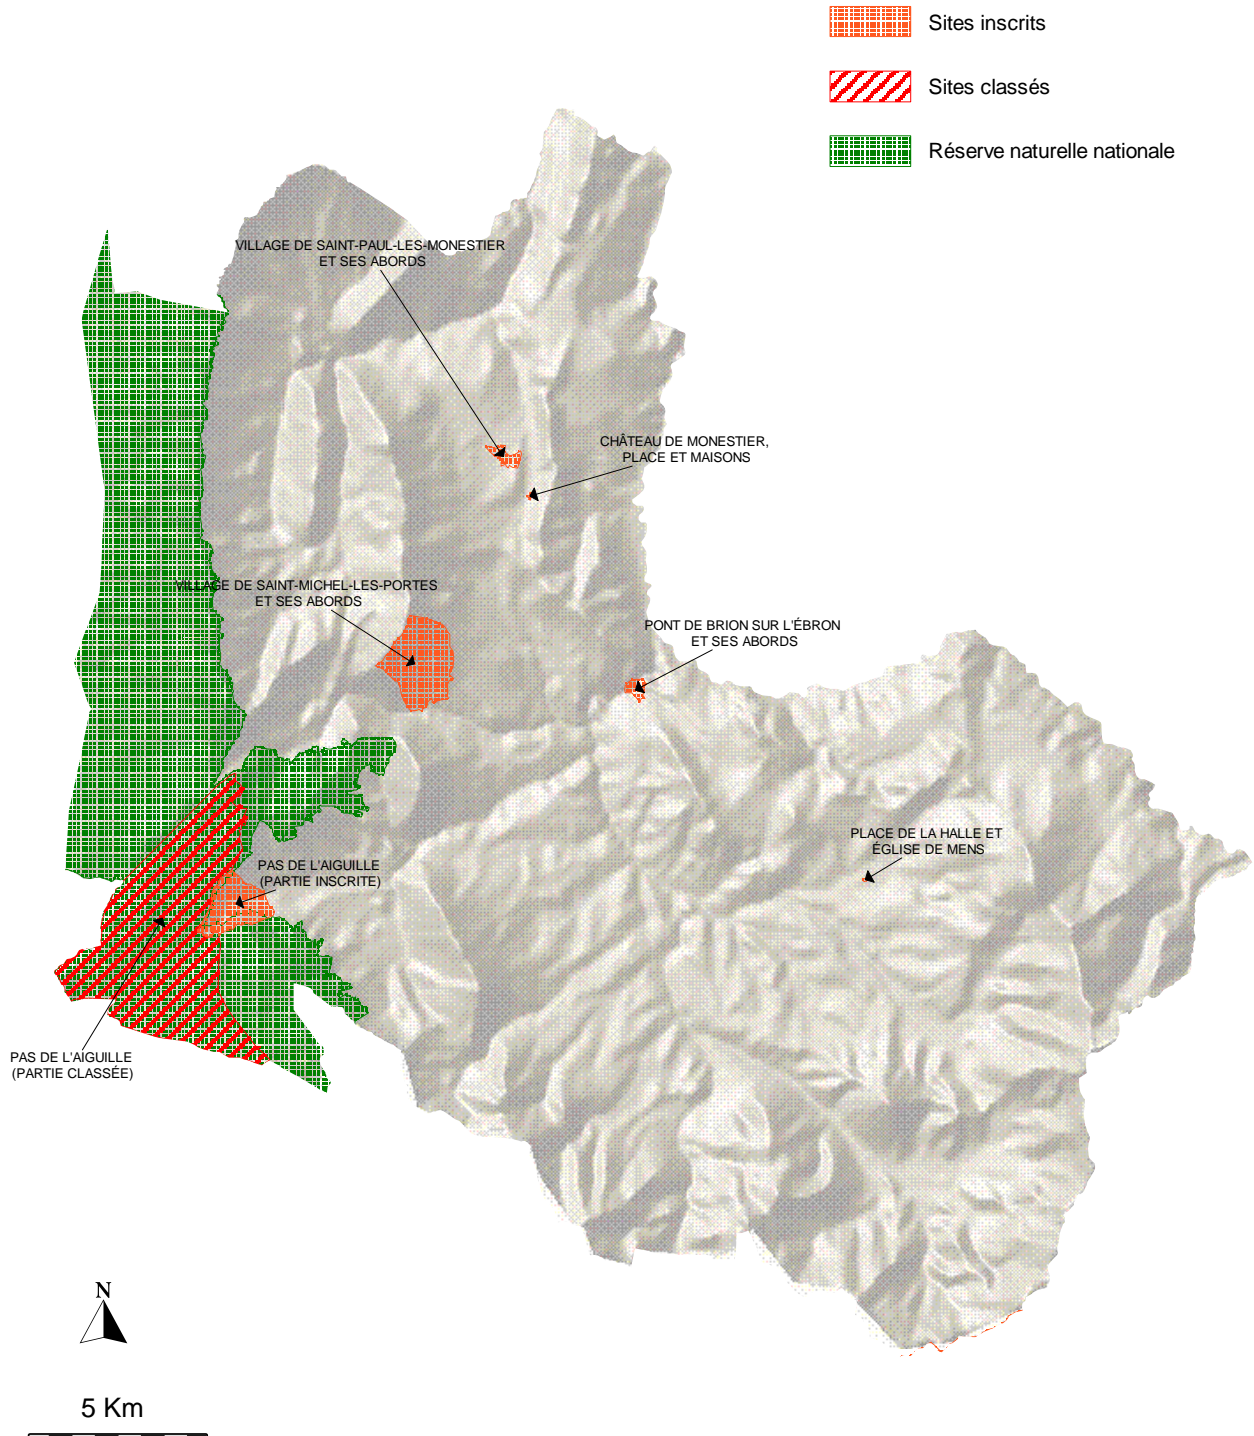 Sites inscrits
Sites classés
Réserve naturelle nationale
VILLAGE DE SAINT-PAUL-LES-MONESTIER
ET SES ABORDS
CHÂTEAU DE MONESTIER,
PLACE ET MAISONS
VILLAGE DE SAINT-MICHEL-LES-PORTES
ET SES ABORDS
PONT DE BRION SUR L'ÉBRON
ET SES ABORDS
PLACE DE LA HALLE ET
ÉGLISE DE MENS
PAS DE L'AIGUILLE
(PARTIE INSCRITE)
PAS DE L'AIGUILLE
(PARTIE CLASSÉE)
N
5 Km